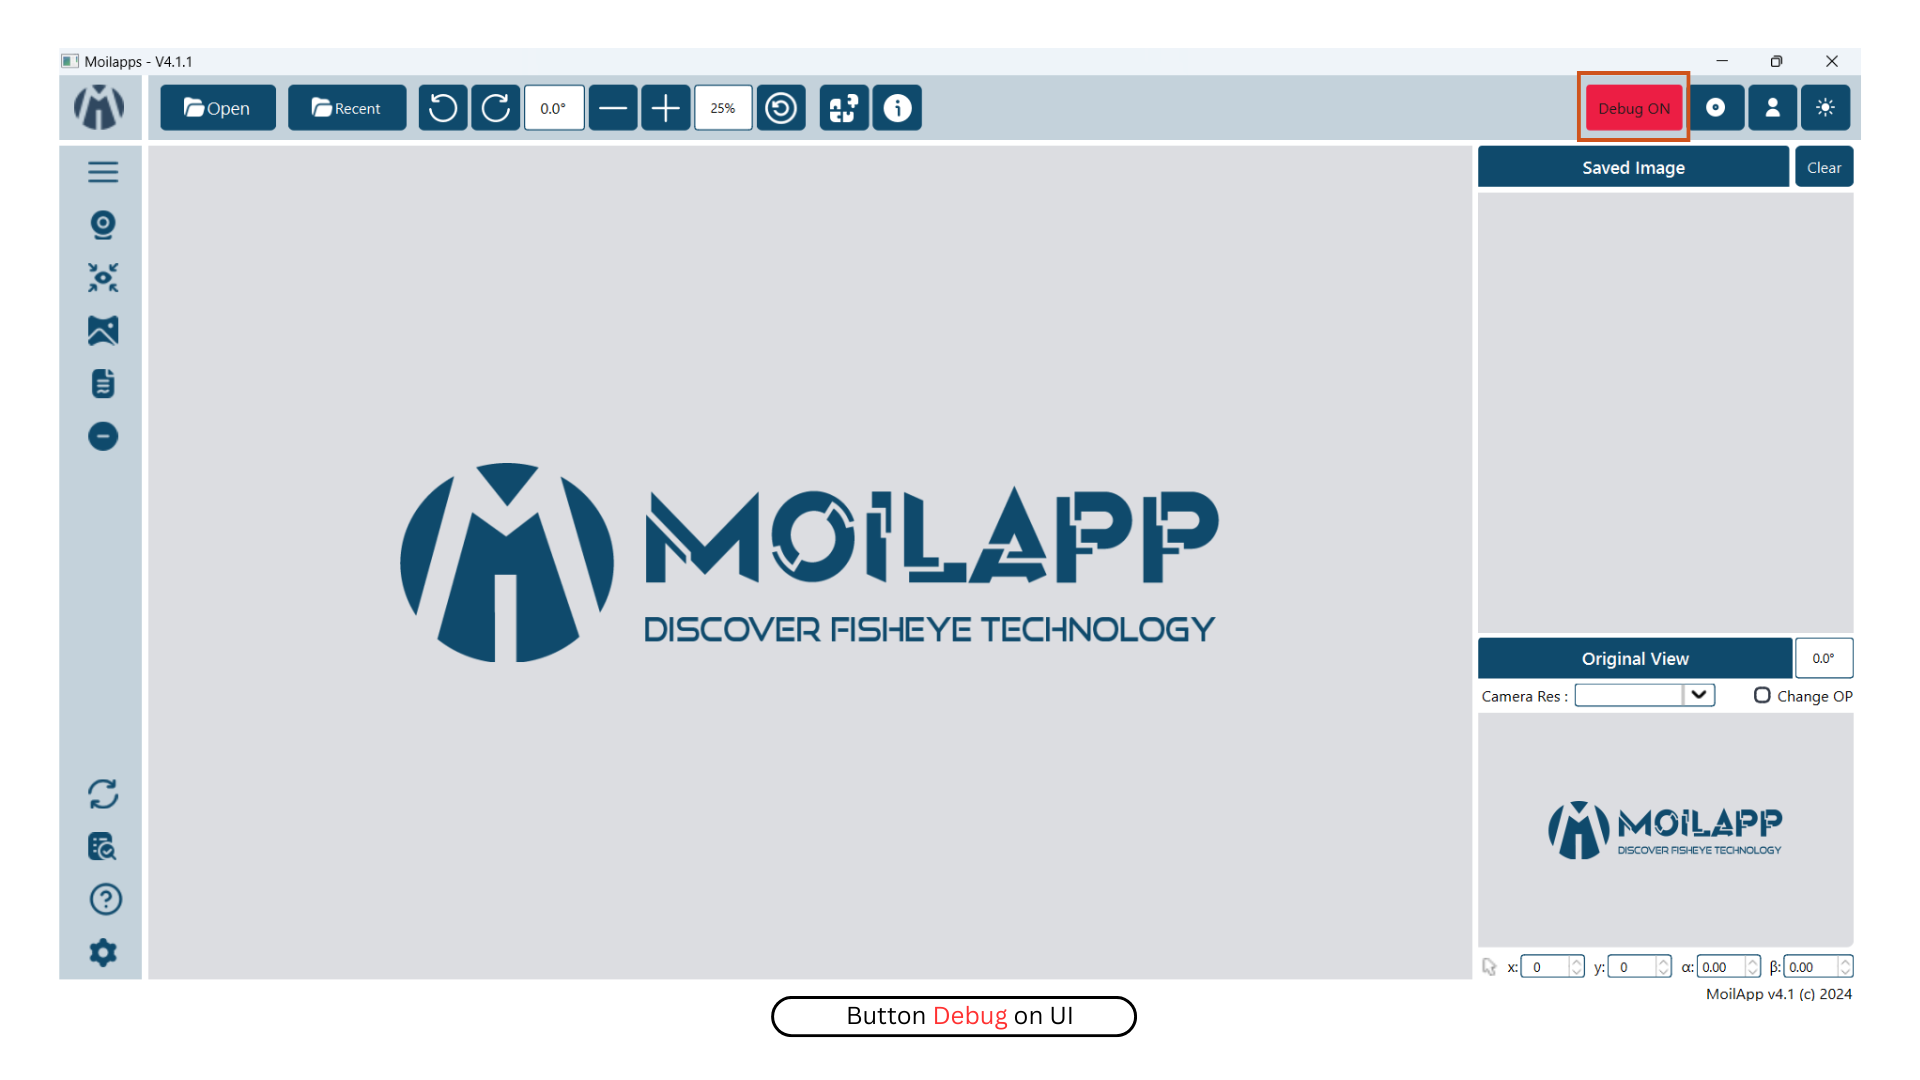 Moilapps - V4.1.1
Open Recent 0.0° 25% Debug ON
Saved Image Clear
MOILAPP
DISCOVER FISHEYE TECHNOLOGY
Original View 0.0°
Camera Res : Change OP
MOILAPP
DISCOVER FISHEYE TECHNOLOGY
x: 0 y: 0 α: 0.00 β: 0.00
MoilApp v4.1 (c) 2024
Button Debug on UI